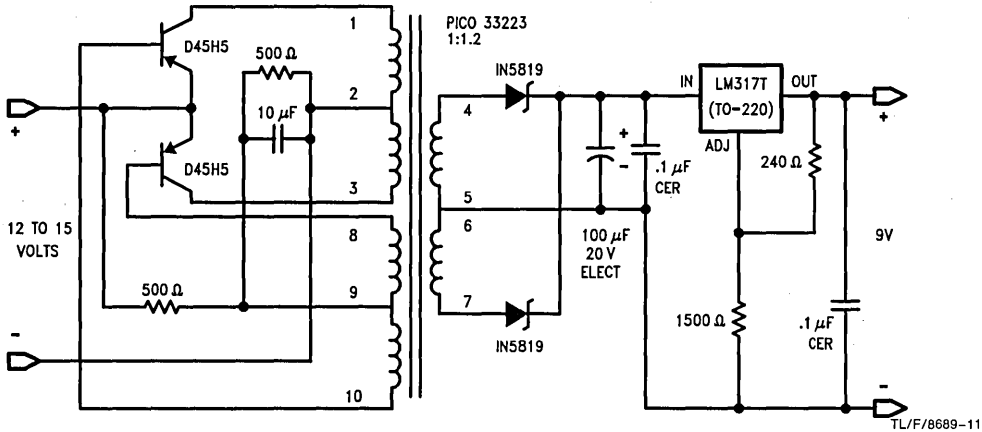 PICO 33223
1:1.2
1
D45H5
500 Ω
IN5819
LM317T
(TO-220)
IN
OUT
ADJ
2
10 μF
4
+
+
+
-
.1 μF
CER
240 Ω
D45H5
3
5
6
12 TO 15
VOLTS
8
100 μF
20 V
ELECT
9V
500 Ω
9
7
IN5819
1500 Ω
.1 μF
CER
-
10
-
TL/F/8689-11